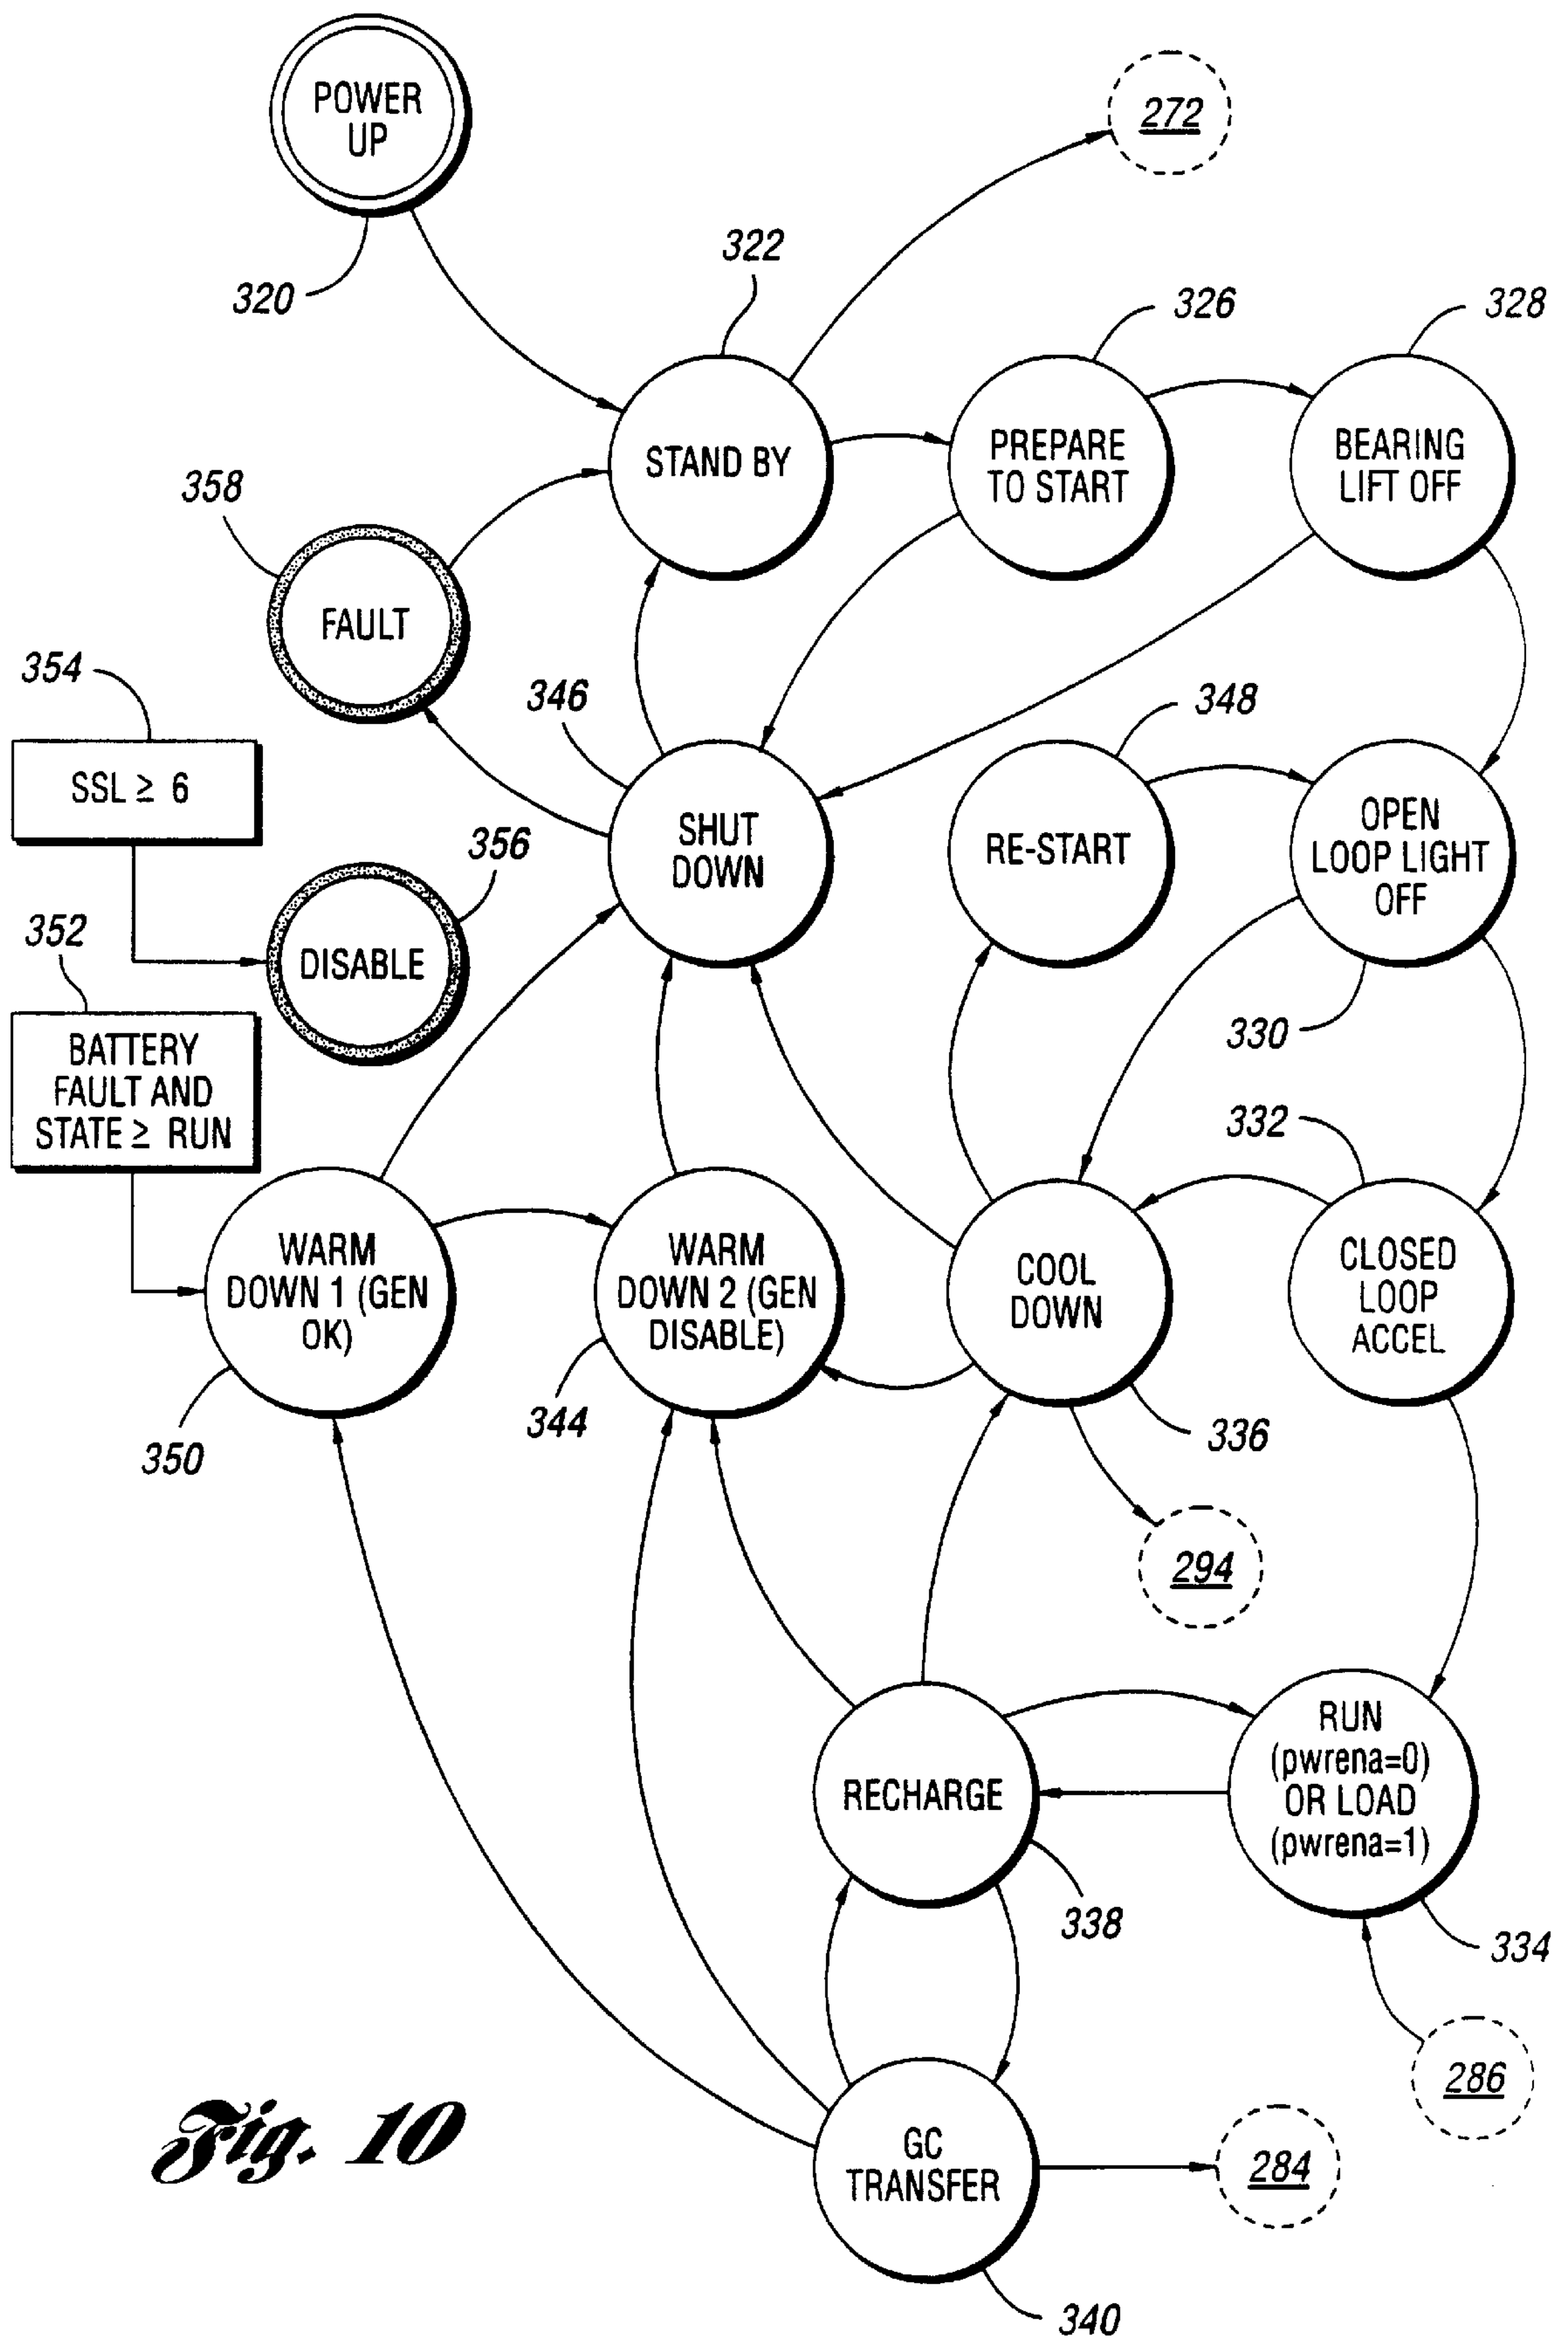 POWER
UP
272
320
322
326
328
STAND BY
PREPARE
TO START
BEARING
LIFT OFF
358
FAULT
354
SSL ≥ 6
346
348
SHUT
DOWN
RE-START
OPEN
LOOP LIGHT
OFF
356
DISABLE
352
BATTERY
FAULT AND
STATE ≥ RUN
330
332
WARM
DOWN 1 (GEN
OK)
WARM
DOWN 2 (GEN
DISABLE)
COOL
DOWN
CLOSED
LOOP
ACCEL
350
344
336
294
RECHARGE
RUN
(pwrena=0)
OR LOAD
(pwrena=1)
338
334
286
GC
TRANSFER
284
340
Fig. 10